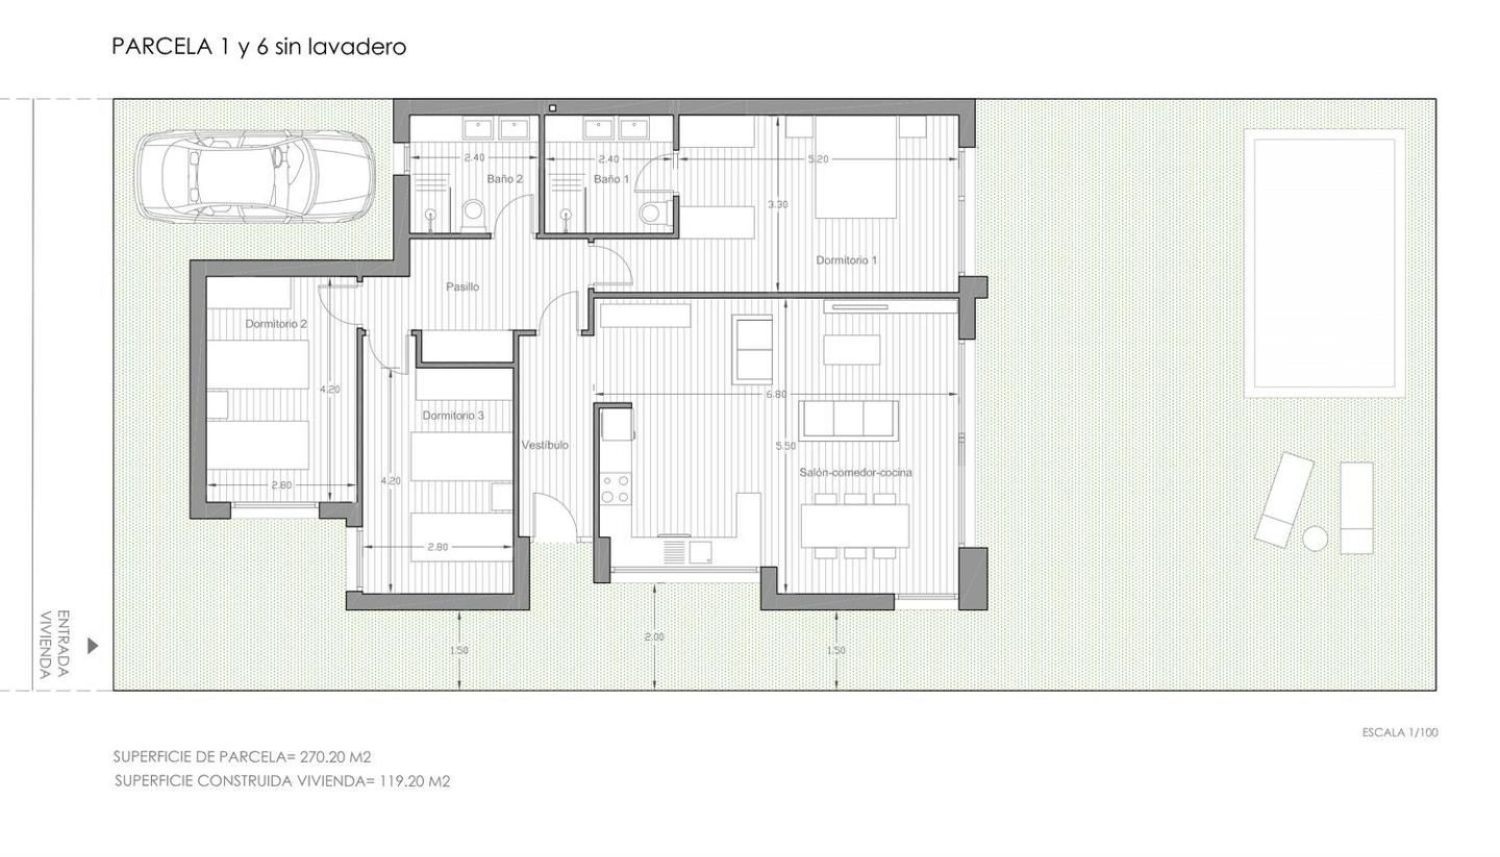 PARCELA 1 y 6 sin lavadero
2.40
Baño 2
2.40
Baño 1
5.20
3.30
Dormitorio 1
Pasillo
Dormitorio 2
4.20
2.80
Dormitorio 3
4.20
2.80
Vestíbulo
6.80
5.50
Salón-comedor-cocina
1.50
2.00
1.50
ENTRADA
VIVIENDA
ESCALA 1/100
SUPERFICIE DE PARCELA= 270.20 M2
SUPERFICIE CONSTRUIDA VIVIENDA= 119.20 M2